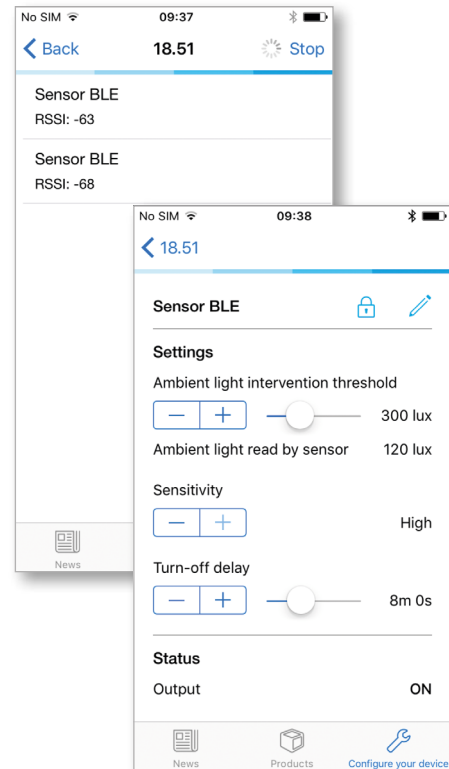 No SIM 09:37
Back 18.51 Stop
Sensor BLE
RSSI: -63
Sensor BLE
RSSI: -68
News
No SIM 09:38
18.51
Sensor BLE
Settings
Ambient light intervention threshold
− + 300 lux
Ambient light read by sensor 120 lux
Sensitivity
− + High
Turn-off delay
− + 8m 0s
Status
Output ON
News Products Configure your device